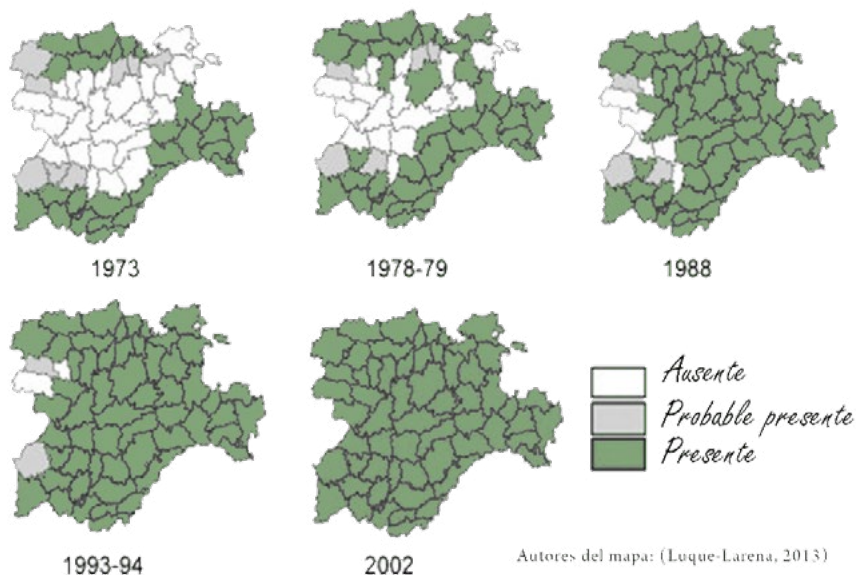 1973
1978-79
1988
1993-94
2002
Ausente
Probable presente
Presente
Autores del mapa: (Luque-Larena, 2013)